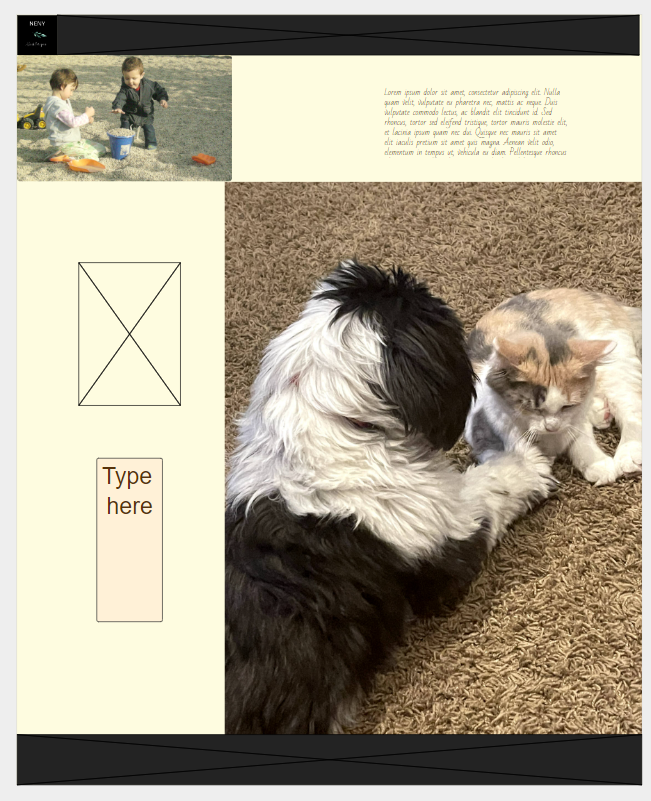 NENY
Lorem ipsum dolor sit amet, consectetur adipiscing elit. Nulla
quam velit, vulputate eu pharetra nec, mattis ac neque. Duis
vulputate commodo lectus, ac blandit elit tincidunt id. Sed
rhoncus, tortor sed eleifend tristique, tortor mauris molestie elit,
et lacinia ipsum quam nec dui. Quisque nec mauris sit amet
elit iaculis pretium sit amet quis magna. Aenean velit odio,
elementum in tempus ut, vehicula eu diam. Pellentesque rhoncus
Type
here